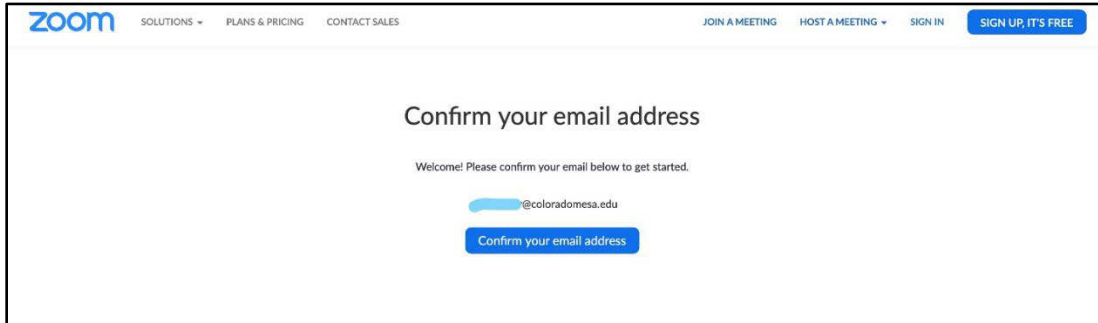 zoom SOLUTIONS PLANS & PRICING CONTACT SALES JOIN A MEETING HOST A MEETING SIGN IN SIGN UP, IT'S FREE
Confirm your email address
Welcome! Please confirm your email below to get started.
@coloradomesa.edu
Confirm your email address